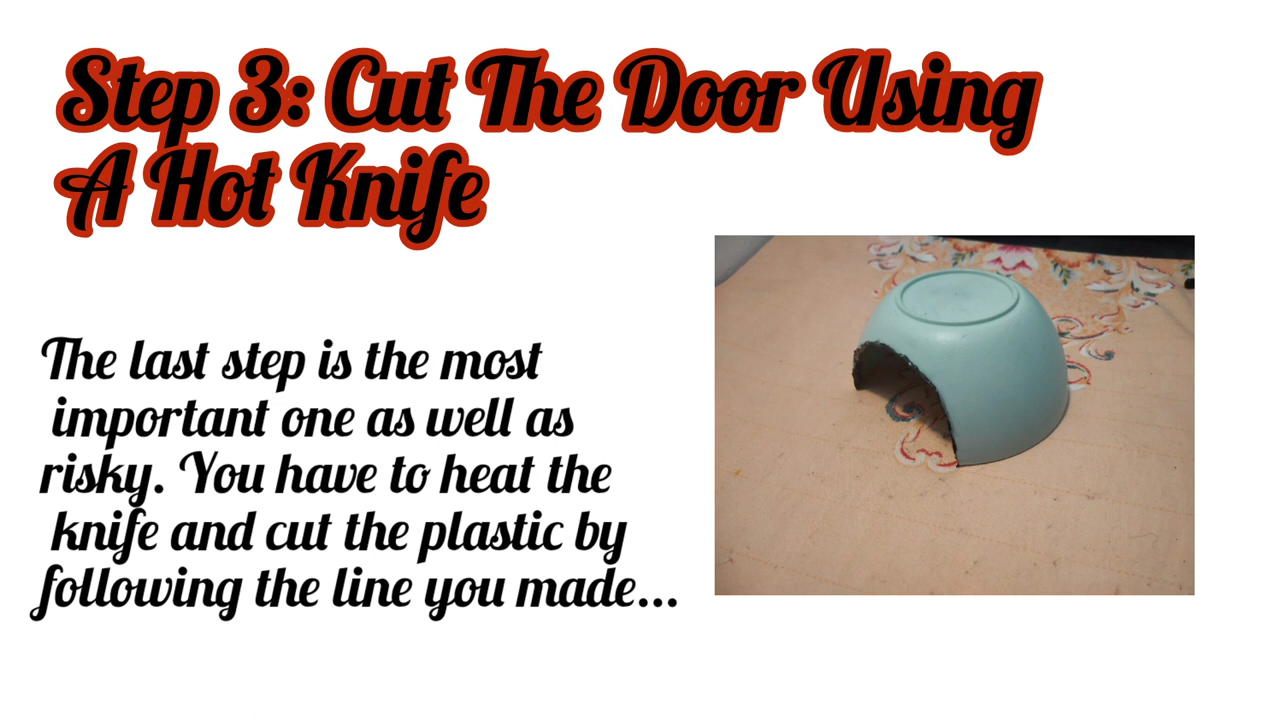 Step 3: Cut The Door Using
A Hot Knife
The last step is the most
important one as well as
risky. You have to heat the
knife and cut the plastic by
following the line you made...